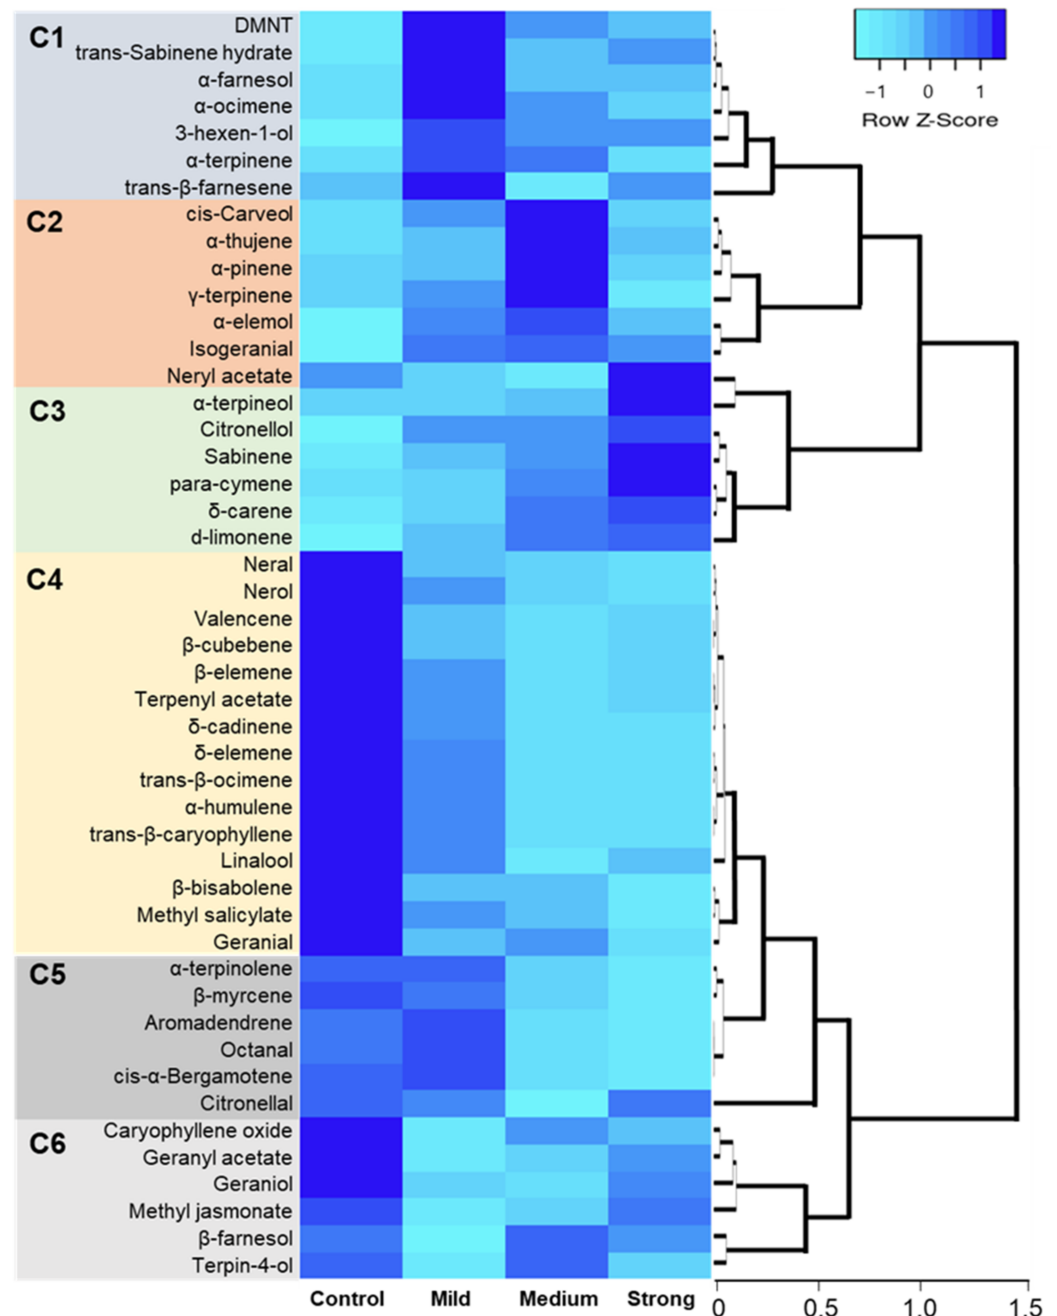 C1
DMNT
trans-Sabinene hydrate
α-farnesol
α-ocimene
3-hexen-1-ol
α-terpinene
trans-β-farnesene
C2
cis-Carveol
α-thujene
α-pinene
γ-terpinene
α-elemol
Isogeranial
Neryl acetate
C3
α-terpineol
Citronellol
Sabinene
para-cymene
δ-carene
d-limonene
C4
Neral
Nerol
Valencene
β-cubebene
β-elemene
Terpenyl acetate
δ-cadinene
δ-elemene
trans-β-ocimene
α-humulene
trans-β-caryophyllene
Linalool
β-bisabolene
Methyl salicylate
Geranial
C5
α-terpinolene
β-myrcene
Aromadendrene
Octanal
cis-α-Bergamotene
Citronellal
C6
Caryophyllene oxide
Geranyl acetate
Geraniol
Methyl jasmonate
β-farnesol
Terpin-4-ol
Control Mild Medium Strong
−1 0 1
Row Z-Score
0 0.5 1.0 1.5